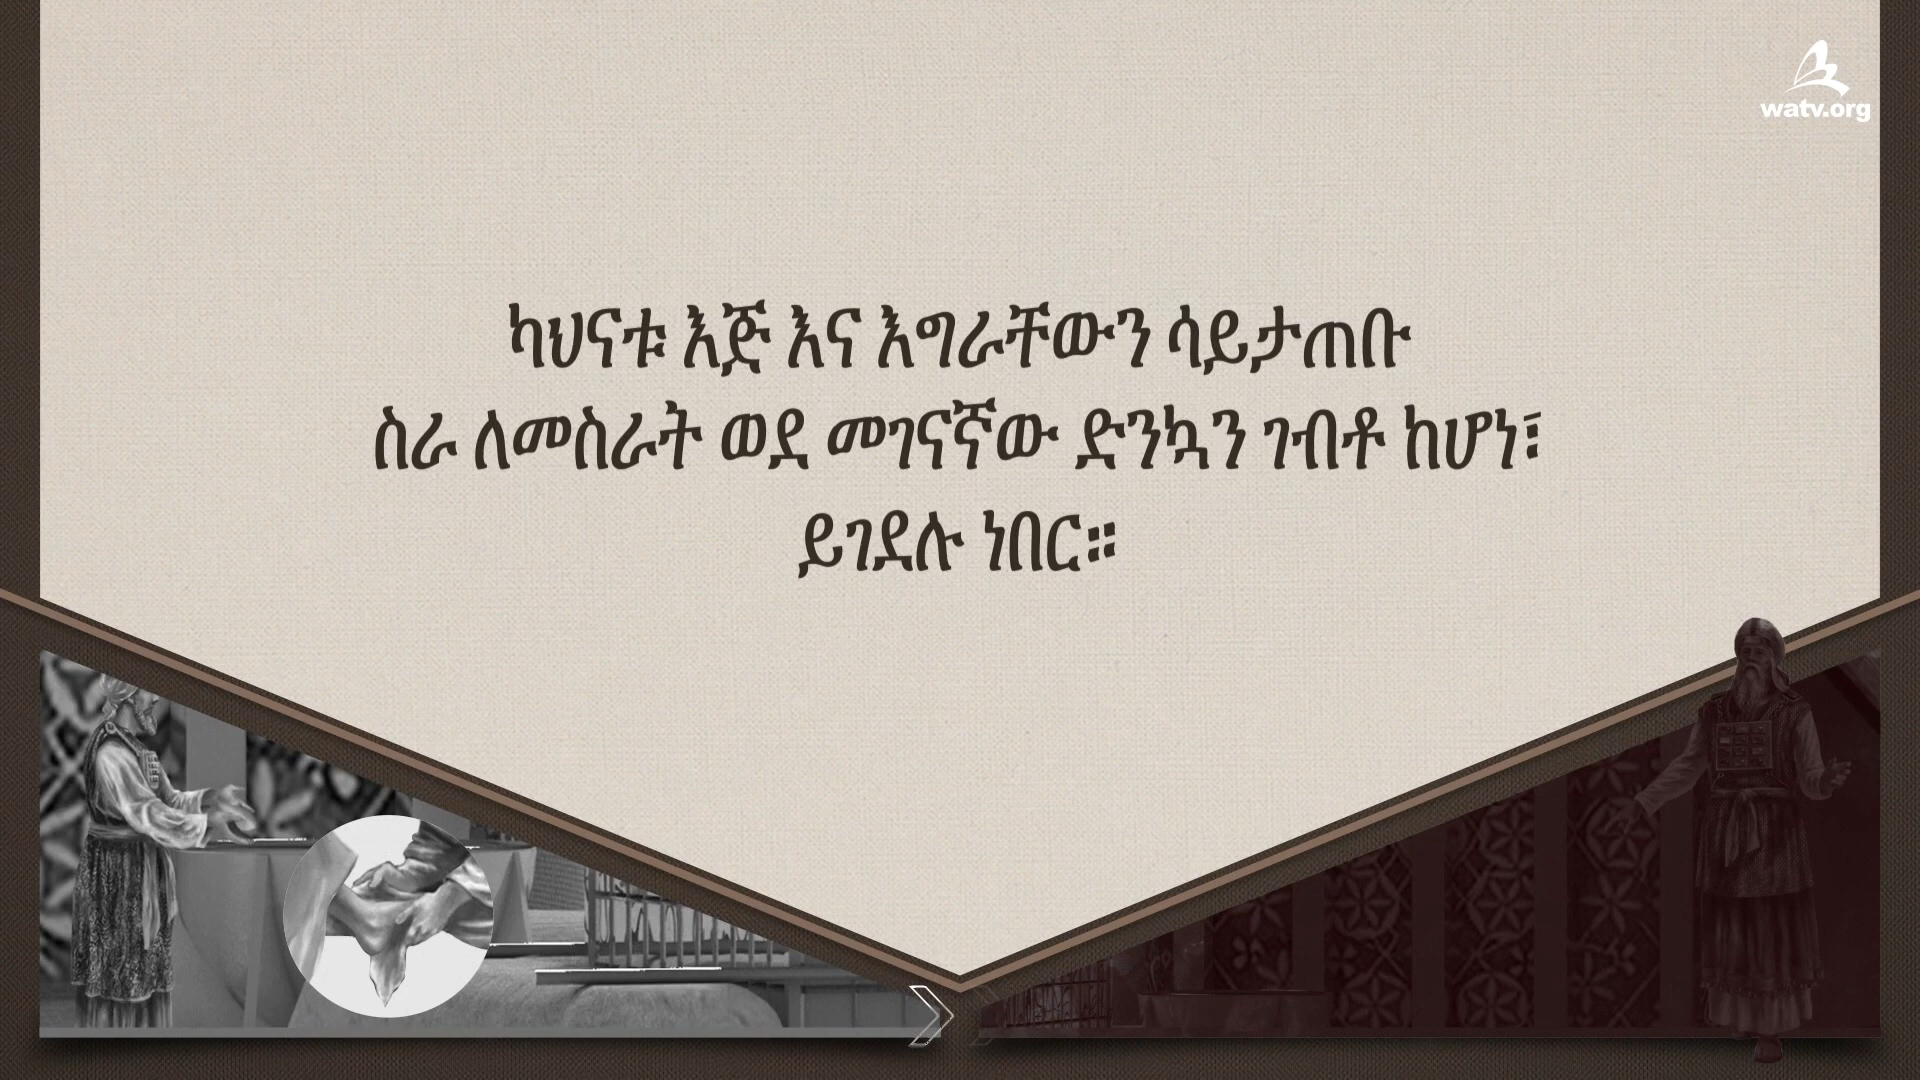 watv.org
ካህናቱ እጅ እና እግራቸውን ሳይታጠቡ
ስራ ለመስራት ወደ መገናኛው ድንኳን ገብቶ ከሆነ፣
ይገደሉ ነበር።